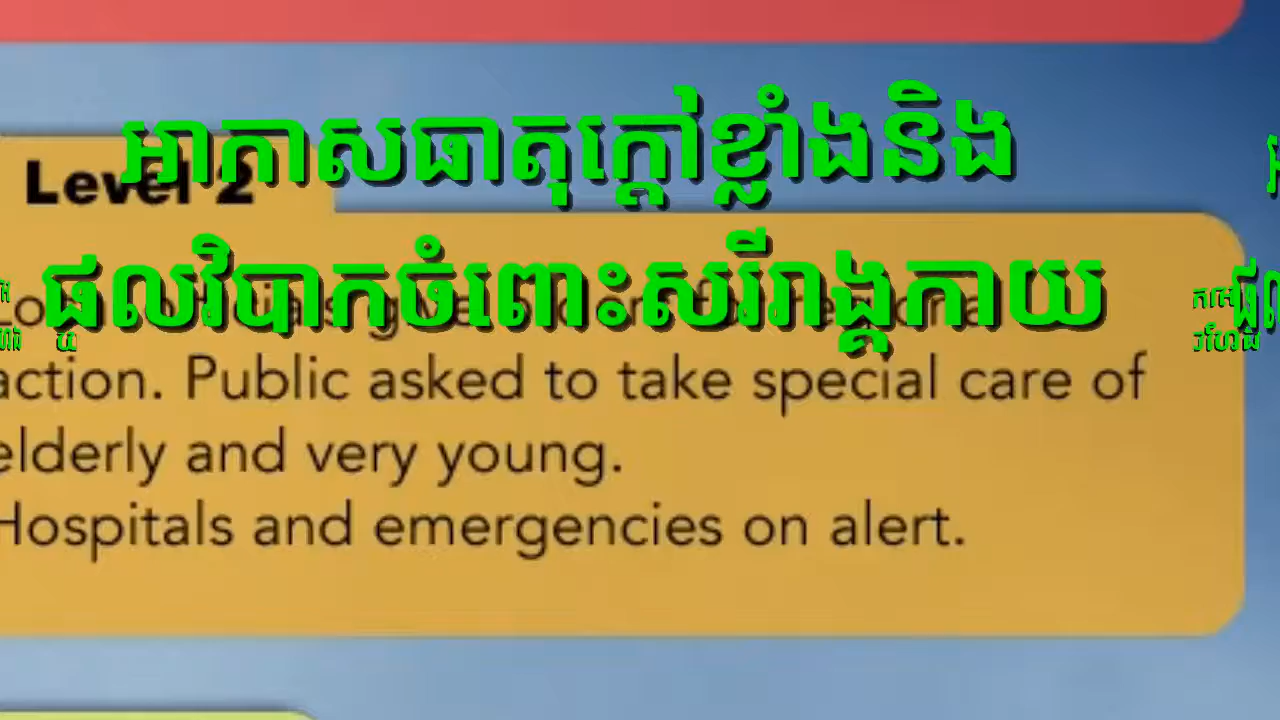 អាកាសធាតុក្តៅខ្លាំងនិង
Level 2
ផលវិបាកចំពោះសរីរាង្គកាយ
action. Public asked to take special care of
elderly and very young.
Hospitals and emergencies on alert.